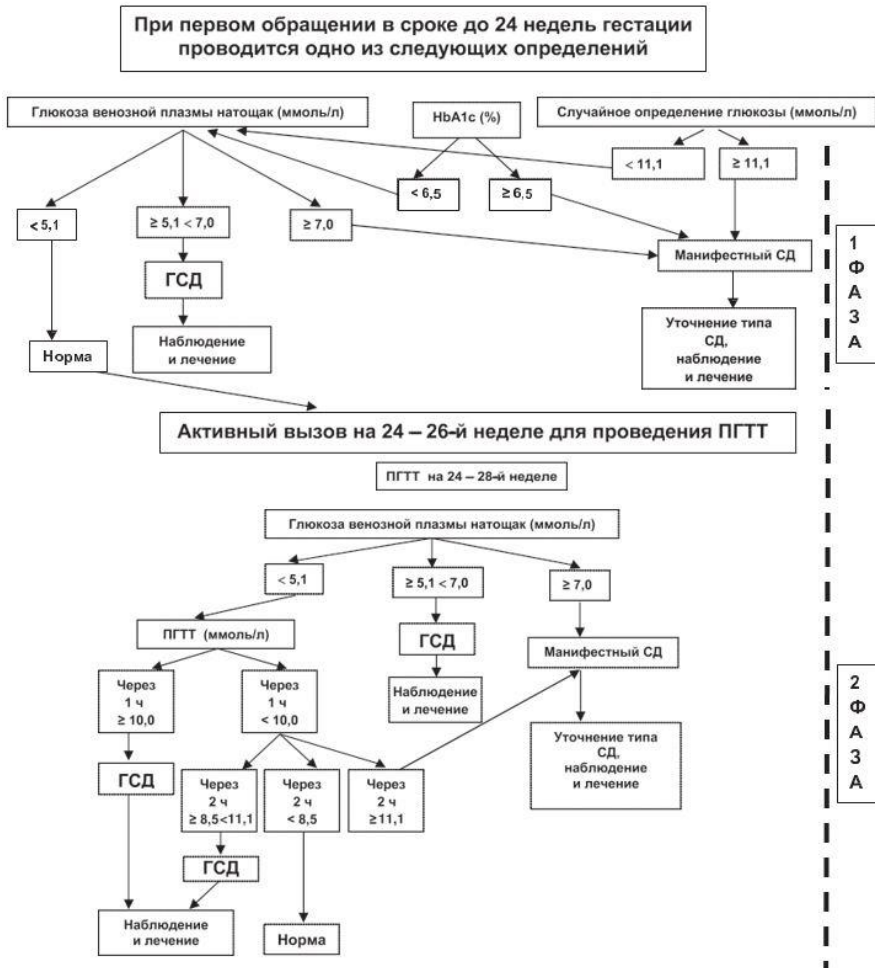 При первом обращении в сроке до 24 недель гестации
проводится одно из следующих определений
Глюкоза венозной плазмы натощак (ммоль/л)
HbA1c (%)
Случайное определение глюкозы (ммоль/л)
< 11,1
≥ 11,1
< 6,5
≥ 6,5
< 5,1
≥ 5,1 < 7,0
≥ 7,0
Манифестный СД
ГСД
Наблюдение
и лечение
Уточнение типа
СД,
наблюдение
и лечение
Норма
1
Ф
А
З
А
Активный вызов на 24 – 26-й неделе для проведения ПГТТ
ПГТТ на 24 – 28-й неделе
Глюкоза венозной плазмы натощак (ммоль/л)
< 5,1
≥ 5,1 < 7,0
≥ 7,0
ПГТТ (ммоль/л)
ГСД
Манифестный СД
Через
1 ч
≥ 10,0
Через
1 ч
< 10,0
Наблюдение
и лечение
Уточнение типа
СД,
наблюдение
и лечение
ГСД
Через
2 ч
≥ 8,5<11,1
Через
2 ч
< 8,5
Через
2 ч
≥11,1
ГСД
Наблюдение
и лечение
Норма
2
Ф
А
З
А